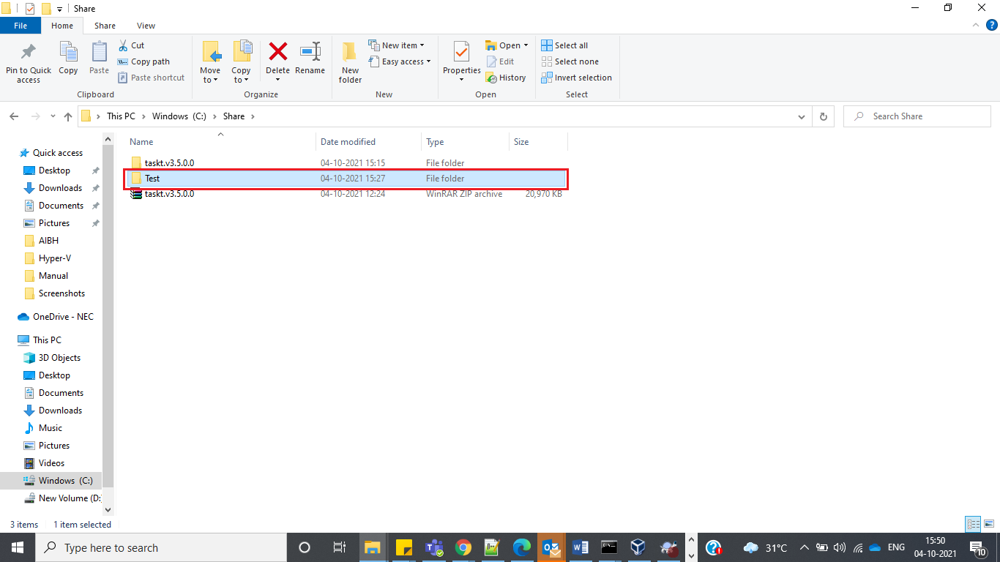 Share
File Home Share View
Pin to Quick access
Copy
Paste
Cut
Copy path
Paste shortcut
Clipboard
Move to
Copy to
Delete
Rename
Organize
New folder
New item
Easy access
New
Properties
Open
Edit
History
Open
Select all
Select none
Invert selection
Select
This PC > Windows (C:) > Share >
Search Share
Name Date modified Type Size
taskt.v3.5.0.0 04-10-2021 15:15 File folder
Test 04-10-2021 15:27 File folder
taskt.v3.5.0.0 04-10-2021 12:24 WinRAR ZIP archive 20,970 KB
Quick access
Desktop
Downloads
Documents
Pictures
AIBH
Hyper-V
Manual
Screenshots
OneDrive - NEC
This PC
3D Objects
Desktop
Documents
Downloads
Music
Pictures
Videos
Windows (C:)
New Volume (D:
3 items 1 item selected
Type here to search
31°C
ENG
15:50
04-10-2021
10